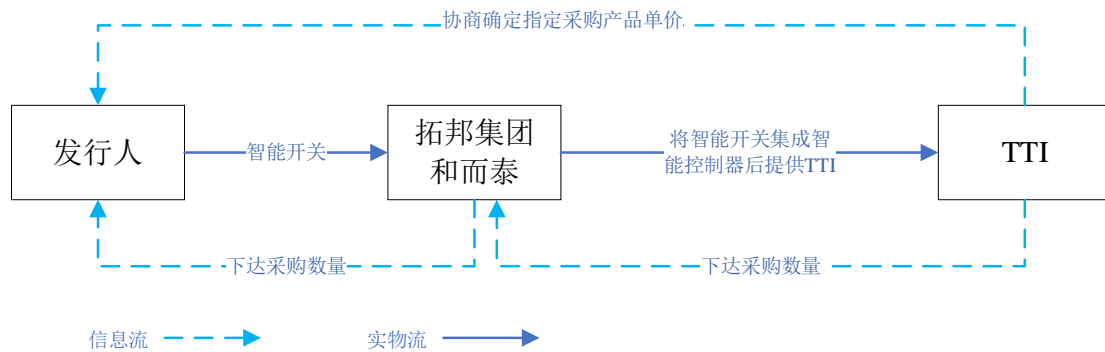 协商确定指定采购产品单价
发行人
智能开关
拓邦集团
和而泰
将智能开关集成智
能控制器后提供TTI
TTI
下达采购数量
下达采购数量
信息流
实物流